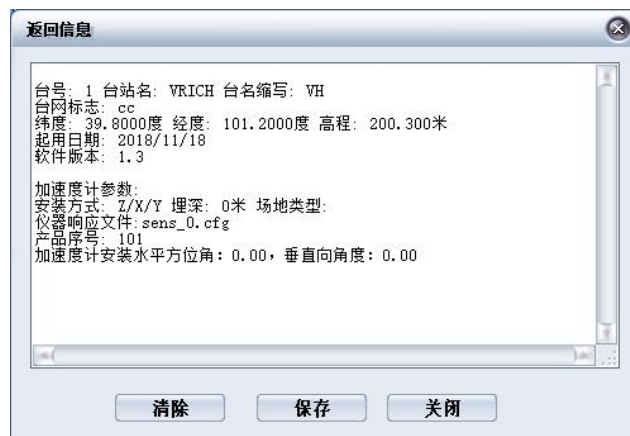 返回信息
台号: 1 台站名: VRICH 台名缩写: VH
台网标志: cc
纬度: 39.8000度 经度: 101.2000度 高程: 200.300米
起用日期: 2018/11/18
软件版本: 1.3
加速度计参数:
安装方式: Z/X/Y 埋深: 0米 场地类型:
仪器响应文件:sens_0.cfg
产品序号: 101
加速度计安装水平方位角: 0.00，垂直向角度: 0.00
清除 保存 关闭